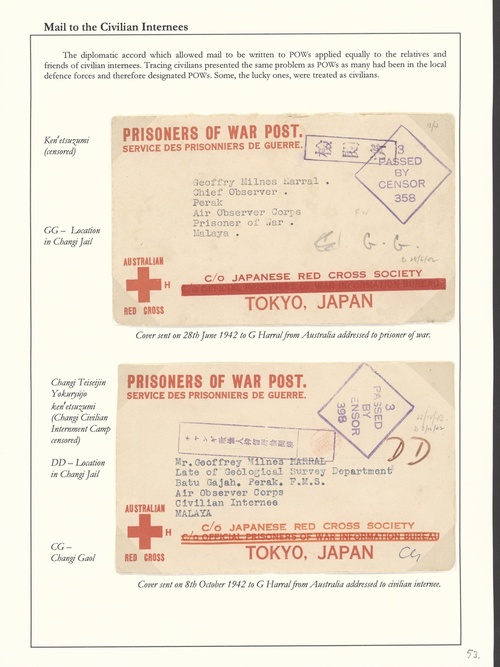 Mail to the Civilian Internees
The diplomatic accord which allowed mail to be written to POWs applied equally to the relatives and
friends of civilian internees. Tracing civilians presented the same problem as POWs as many had been in the local
defence forces and therefore designated POWs. Some, the lucky ones, were treated as civilians.
Ken'etsuzumi
(censored)
GG – Location
in Changi Jail
PRISONERS OF WAR POST.
SERVICE DES PRISONNIERS DE GUERRE.
3
PASSED
BY
CENSOR
358
Geoffry Milnes Harral .
Chief Observer .
Perak
Air Observer Corps
Prisoner of War .
Malaya .
G. G.
AUSTRALIAN
H
RED CROSS
C/O JAPANESE RED CROSS SOCIETY
C/O OFFICIAL PRISONERS OF WAR INFORMATION BUREAU
TOKYO, JAPAN
Cover sent on 28th June 1942 to G Harral from Australia addressed to prisoner of war.
Changi Teiseijin
Yokuryujo
ken'etsuzumi
(Changi Civilian
Internment Camp
censored)
DD – Location
in Changi Jail
CG –
Changi Gaol
PRISONERS OF WAR POST.
SERVICE DES PRISONNIERS DE GUERRE.
3
PASSED
BY
CENSOR
398
DD
Mr.Geoffrey Milnes HARRAL
Late of Geological Survey Department
Batu Gajah, Perak, F.M.S.
Air Observer Corps
Civilian Internee
MALAYA
AUSTRALIAN
H
RED CROSS
C/O JAPANESE RED CROSS SOCIETY
C/O OFFICIAL PRISONERS OF WAR INFORMATION BUREAU
TOKYO, JAPAN
CG
Cover sent on 8th October 1942 to G Harral from Australia addressed to civilian internee.
53.